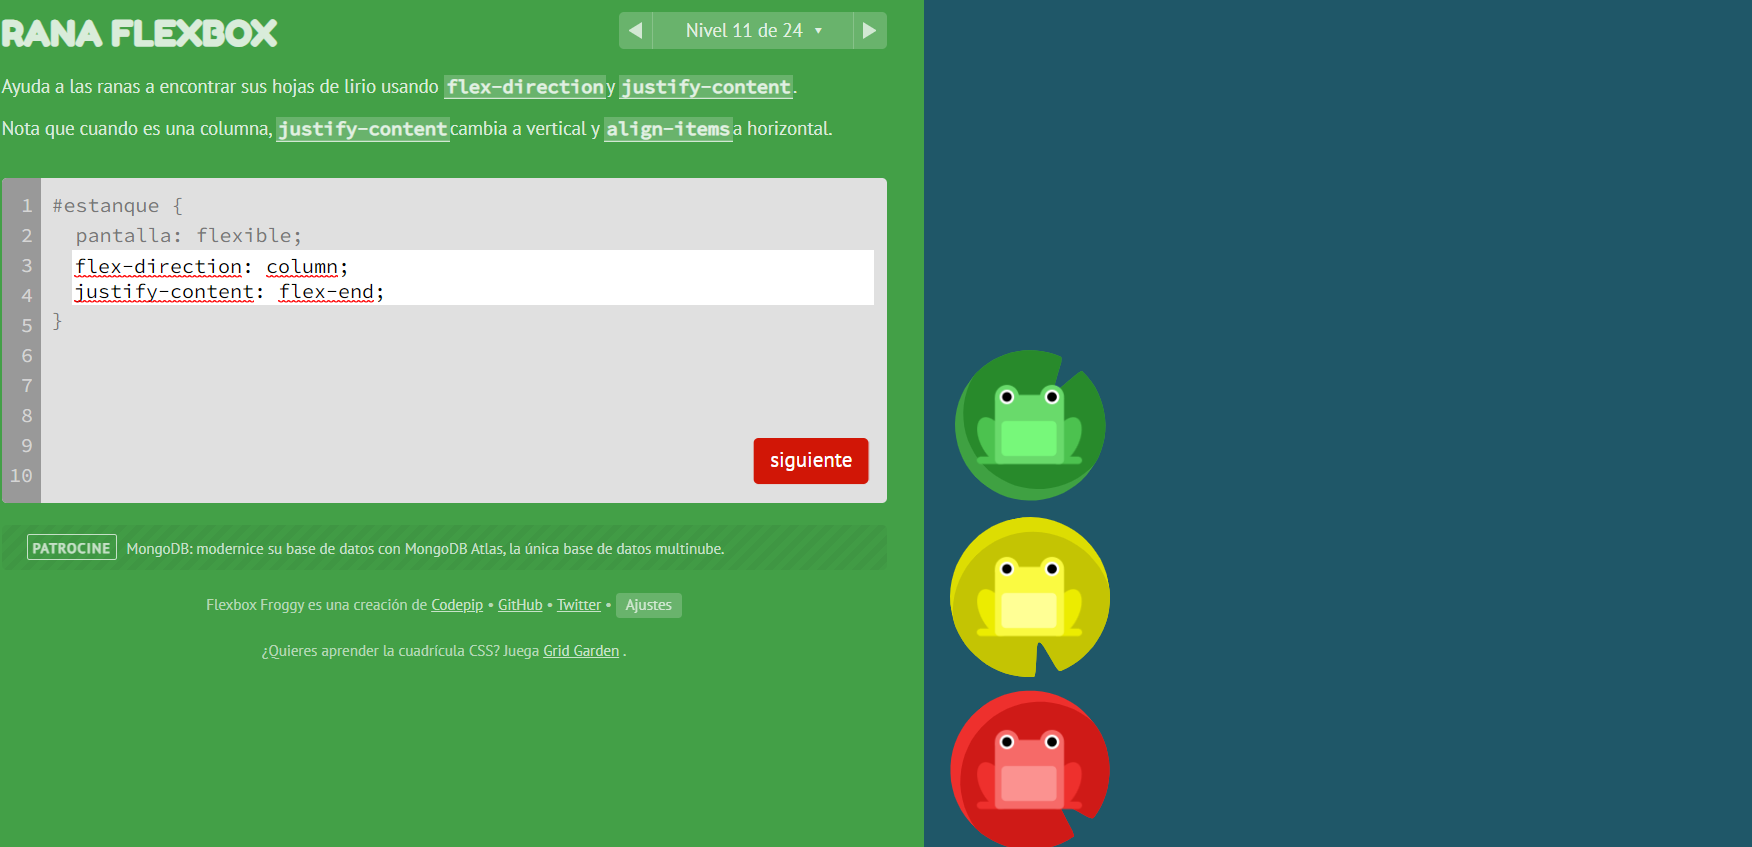 RANA FLEXBOX
Nivel 11 de 24 ▼
Ayuda a las ranas a encontrar sus hojas de lirio usando flex-direction y justify-content.
Nota que cuando es una columna, justify-content cambia a vertical y align-items a horizontal.
1 #estanque {
2 pantalla: flexible;
3 flex-direction: column;
4 justify-content: flex-end;
5 }
6
7
8
9
10
siguiente
PATROCINE MongoDB: modernice su base de datos con MongoDB Atlas, la única base de datos multinube.
Flexbox Froggy es una creación de Codepip • GitHub • Twitter • Ajustes
¿Quieres aprender la cuadrícula CSS? Juega Grid Garden .